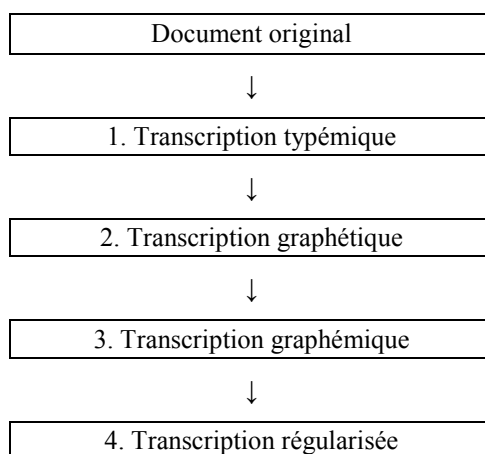 Document original
↓
1. Transcription typémique
↓
2. Transcription graphétique
↓
3. Transcription graphémique
↓
4. Transcription régularisée